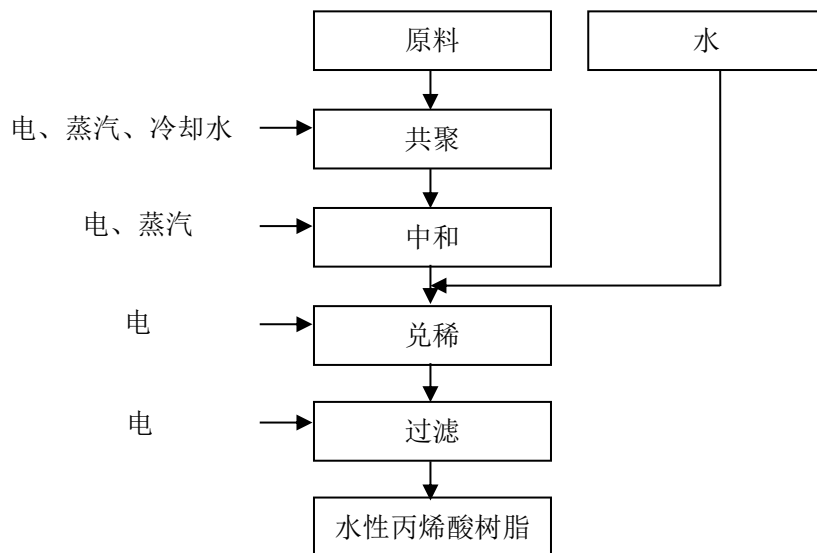 原料
水
电、蒸汽、冷却水
共聚
电、蒸汽
中和
电
兑稀
电
过滤
水性丙烯酸树脂